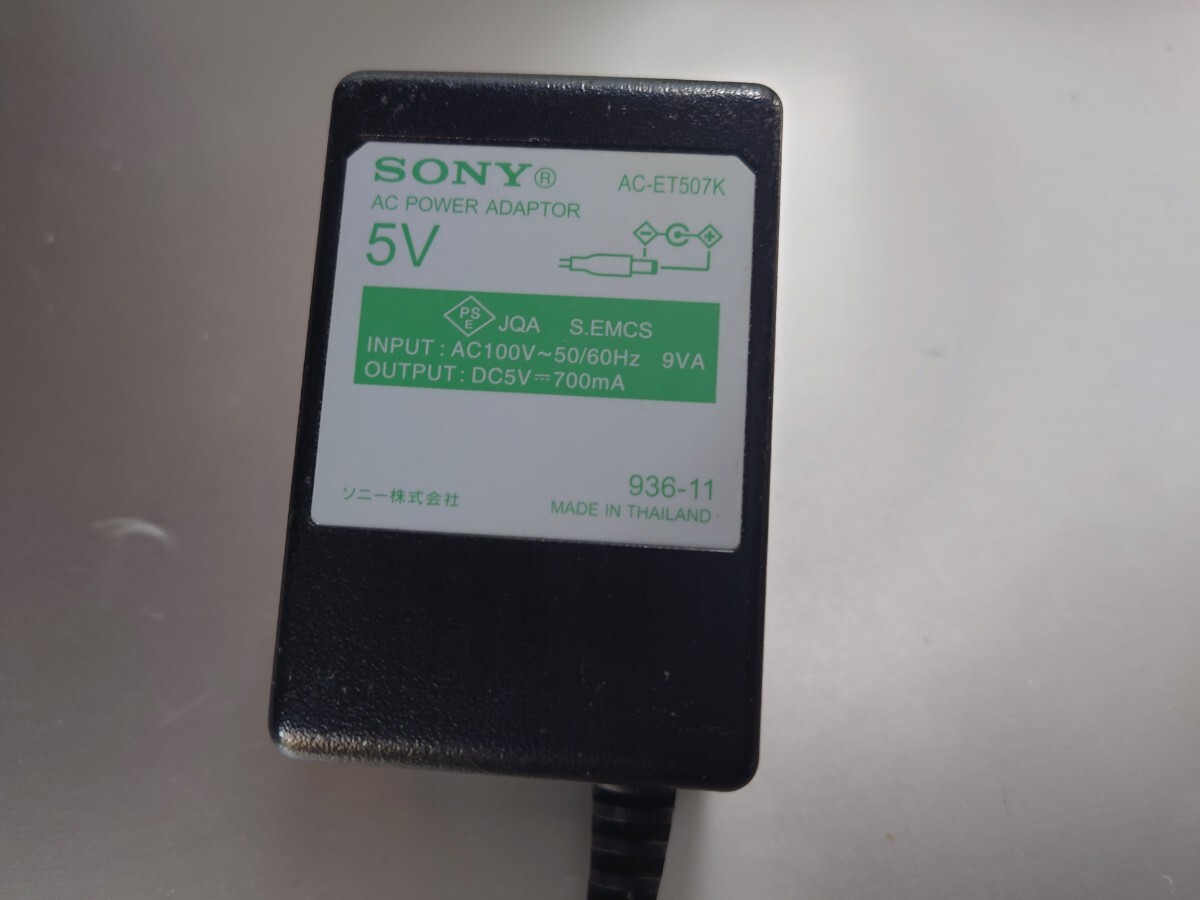 SONY® AC-ET507K
AC POWER ADAPTOR
5V
PS E JQA S.EMCS
INPUT : AC100V~50/60Hz 9VA
OUTPUT : DC5V⎓700mA
936-11
ソニー株式会社 MADE IN THAILAND